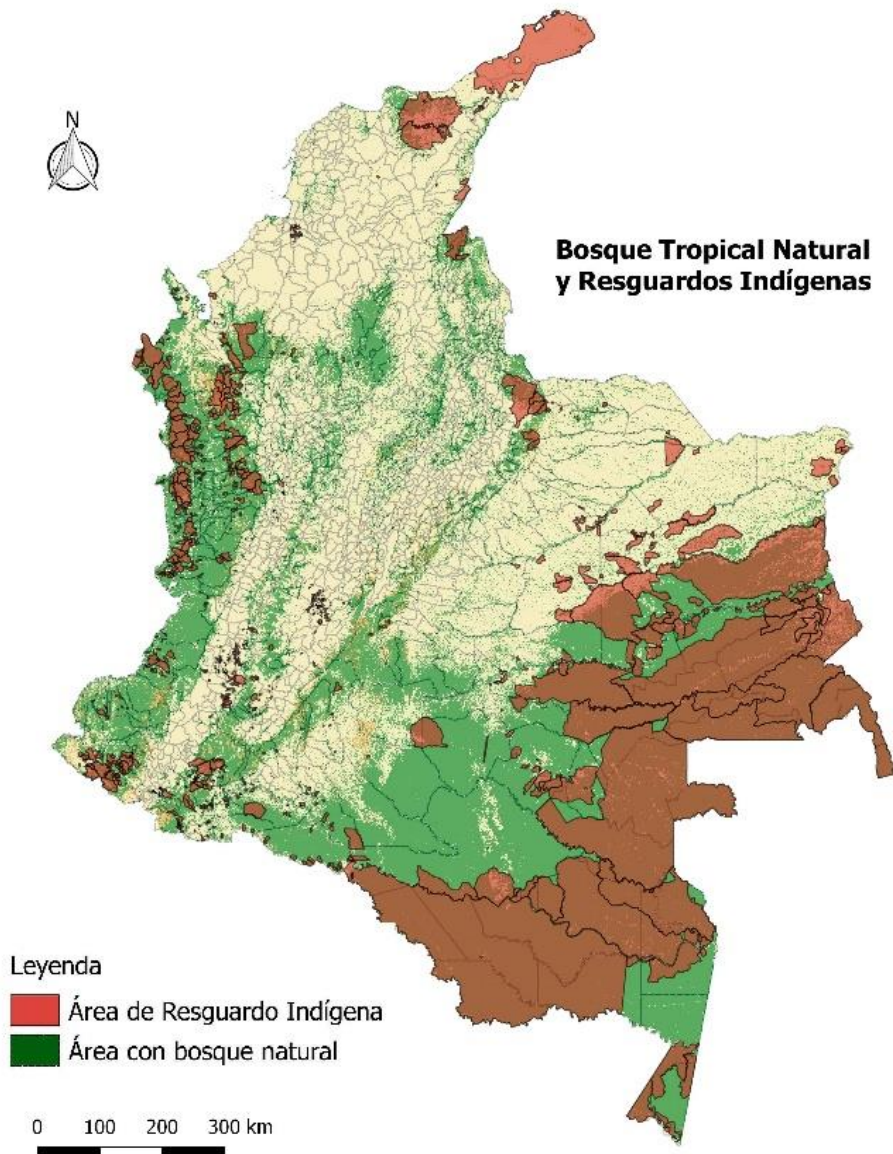 N
Bosque Tropical Natural
y Resguardos Indígenas
Leyenda
Área de Resguardo Indígena
Área con bosque natural
0 100 200 300 km